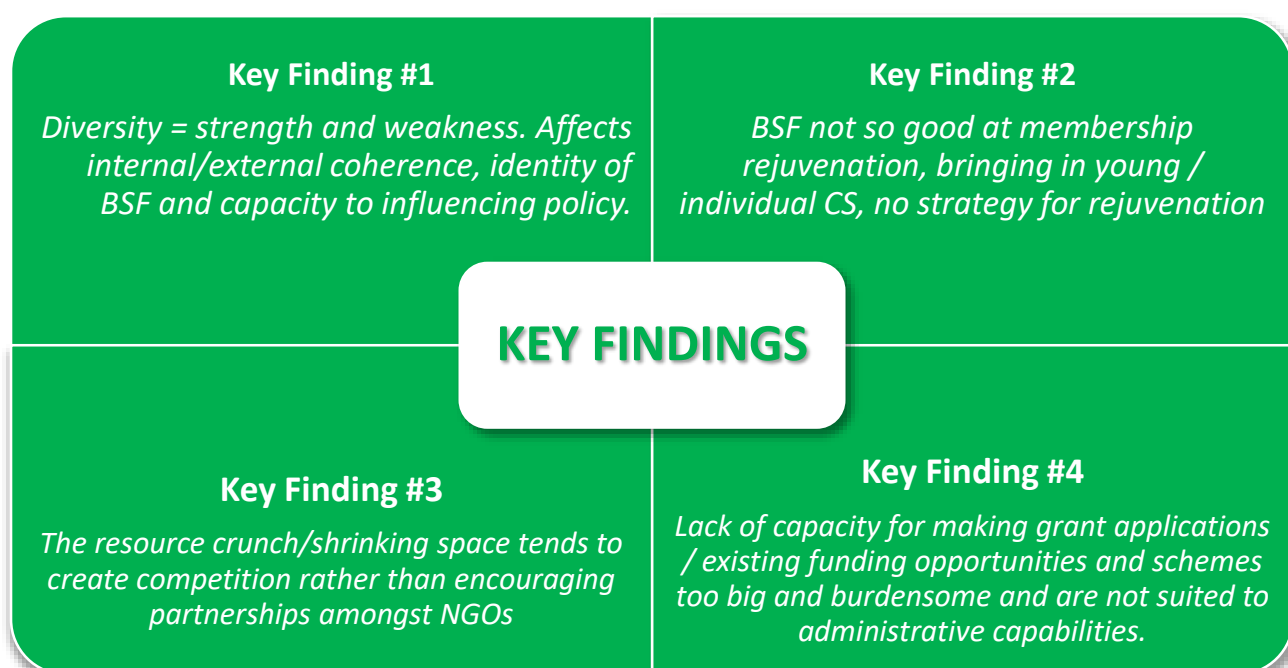 Key Finding #1
Diversity = strength and weakness. Affects
internal/external coherence, identity of
BSF and capacity to influencing policy.
Key Finding #2
BSF not so good at membership
rejuvenation, bringing in young /
individual CS, no strategy for rejuvenation
KEY FINDINGS
Key Finding #3
The resource crunch/shrinking space tends to
create competition rather than encouraging
partnerships amongst NGOs
Key Finding #4
Lack of capacity for making grant applications
/ existing funding opportunities and schemes
too big and burdensome and are not suited to
administrative capabilities.